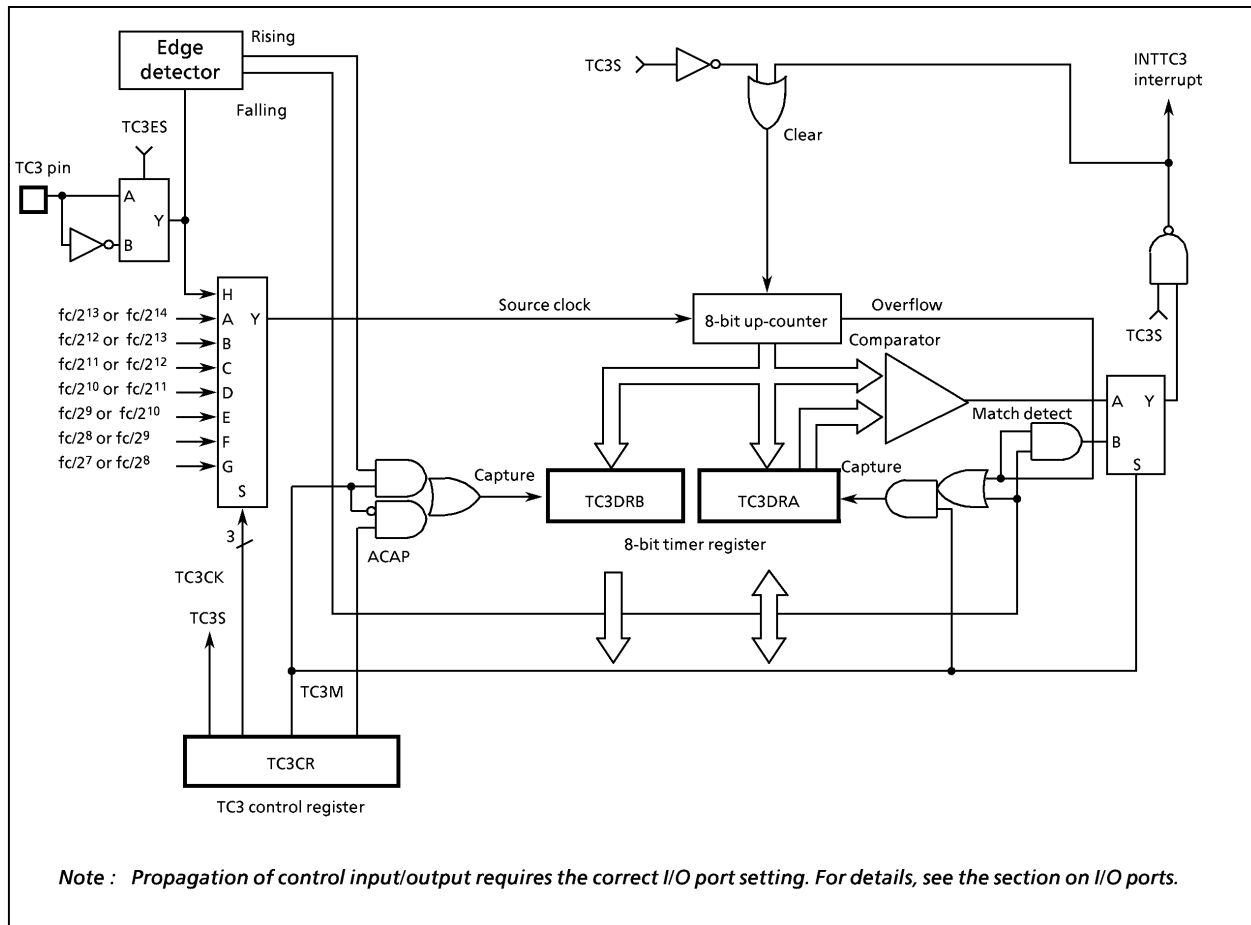 Edge
detector
Rising
Falling
TC3ES
TC3 pin
A
Y
B
TC3S
Clear
INTTC3
interrupt
H
fc/2¹³ or fc/2¹⁴
A
Y
fc/2¹² or fc/2¹³
B
fc/2¹¹ or fc/2¹²
C
fc/2¹⁰ or fc/2¹¹
D
fc/2⁹ or fc/2¹⁰
E
fc/2⁸ or fc/2⁹
F
fc/2⁷ or fc/2⁸
G
S
Source clock
8-bit up-counter
Overflow
Comparator
TC3S
Match detect
A
Y
B
S
Capture
TC3DRB
TC3DRA
Capture
8-bit timer register
ACAP
3
TC3CK
TC3S
TC3M
TC3CR
TC3 control register
Note : Propagation of control input/output requires the correct I/O port setting. For details, see the section on I/O ports.